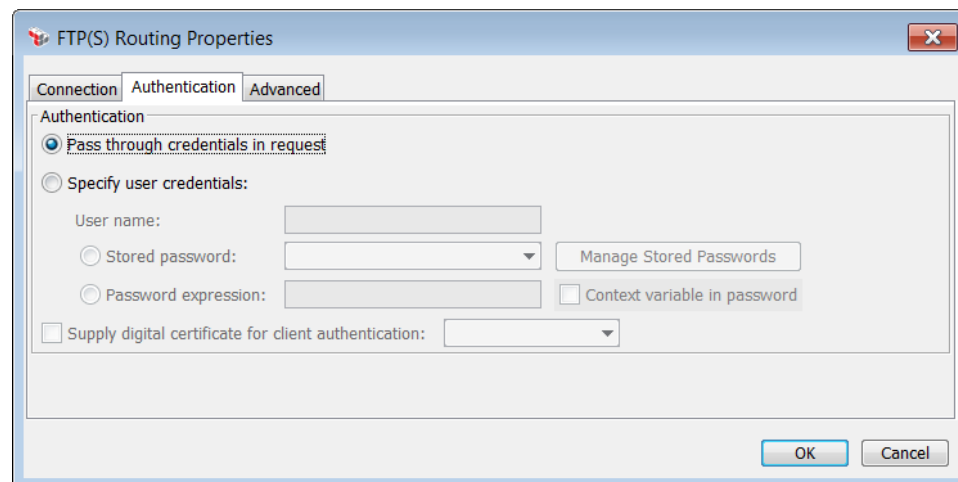 FTP(S) Routing Properties
Connection Authentication Advanced
Authentication
Pass through credentials in request
Specify user credentials:
User name:
Stored password: Manage Stored Passwords
Password expression: Context variable in password
Supply digital certificate for client authentication:
OK Cancel